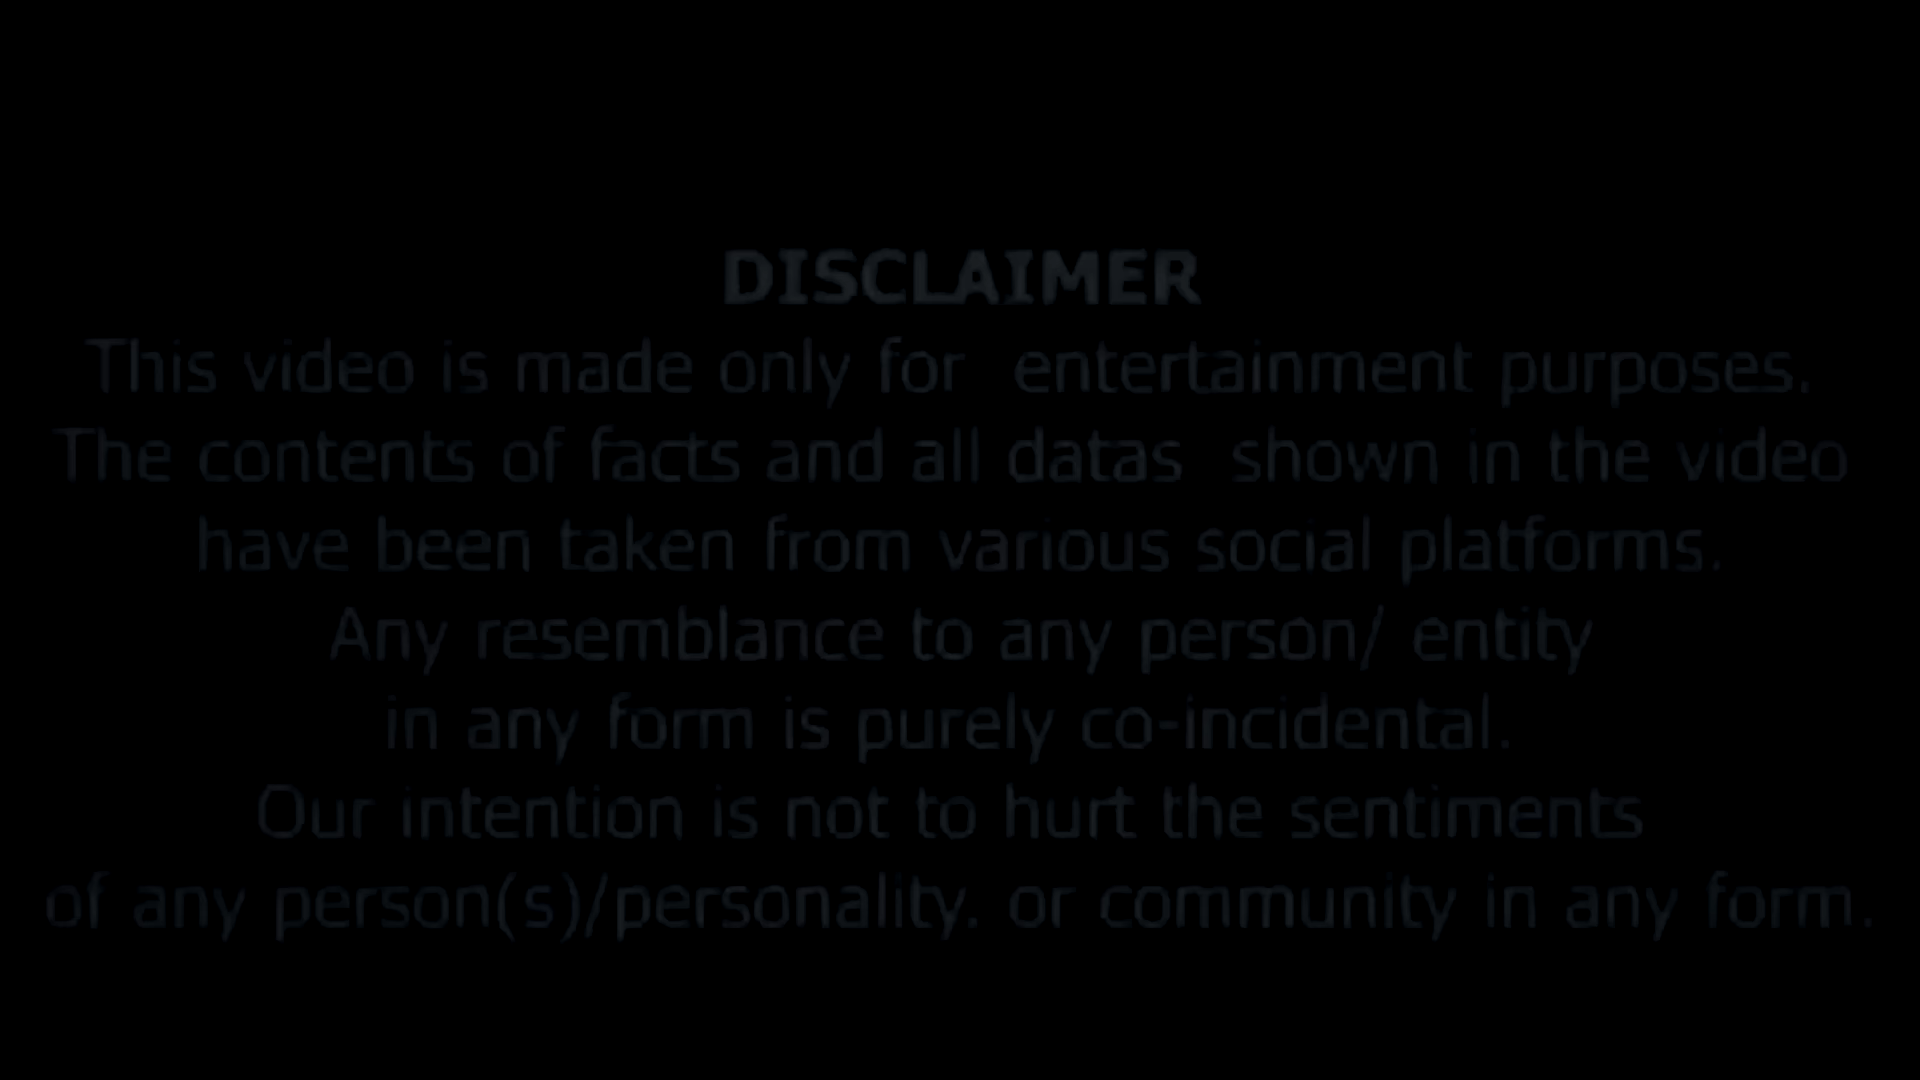 DISCLAIMER
This video is made only for entertainment purposes.
The contents of facts and all datas shown in the video
have been taken from various social platforms.
Any resemblance to any person/ entity
in any form is purely co-incidental.
Our intention is not to hurt the sentiments
of any person(s)/personality. or community in any form.